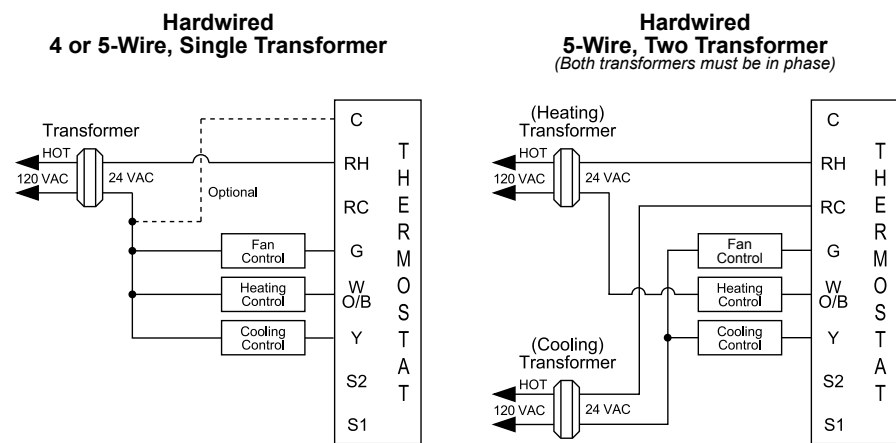 Hardwired
4 or 5-Wire, Single Transformer
Transformer
HOT
120 VAC
24 VAC
Optional
Fan
Control
Heating
Control
Cooling
Control
C
RH
RC
G
W
O/B
Y
S2
S1
THERMOSTAT
Hardwired
5-Wire, Two Transformer
(Both transformers must be in phase)
(Heating)
Transformer
HOT
120 VAC
24 VAC
Fan
Control
Heating
Control
Cooling
Control
(Cooling)
Transformer
HOT
120 VAC
24 VAC
C
RH
RC
G
W
O/B
Y
S2
S1
THERMOSTAT